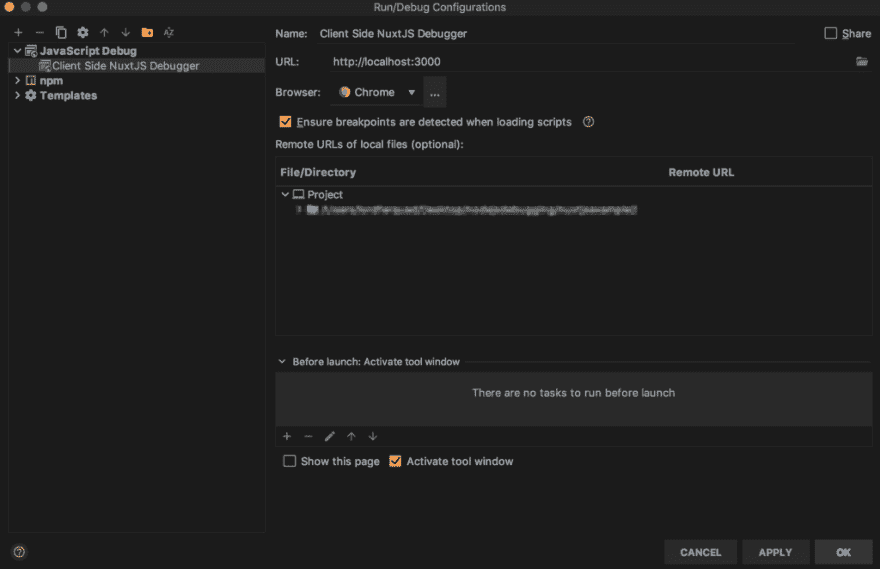 Run/Debug Configurations
JavaScript Debug
Client Side NuxtJS Debugger
npm
Templates
Name: Client Side NuxtJS Debugger
Share
URL: http://localhost:3000
Browser: Chrome ...
Ensure breakpoints are detected when loading scripts
Remote URLs of local files (optional):
File/Directory Remote URL
Project
Before launch: Activate tool window
There are no tasks to run before launch
Show this page Activate tool window
CANCEL APPLY OK